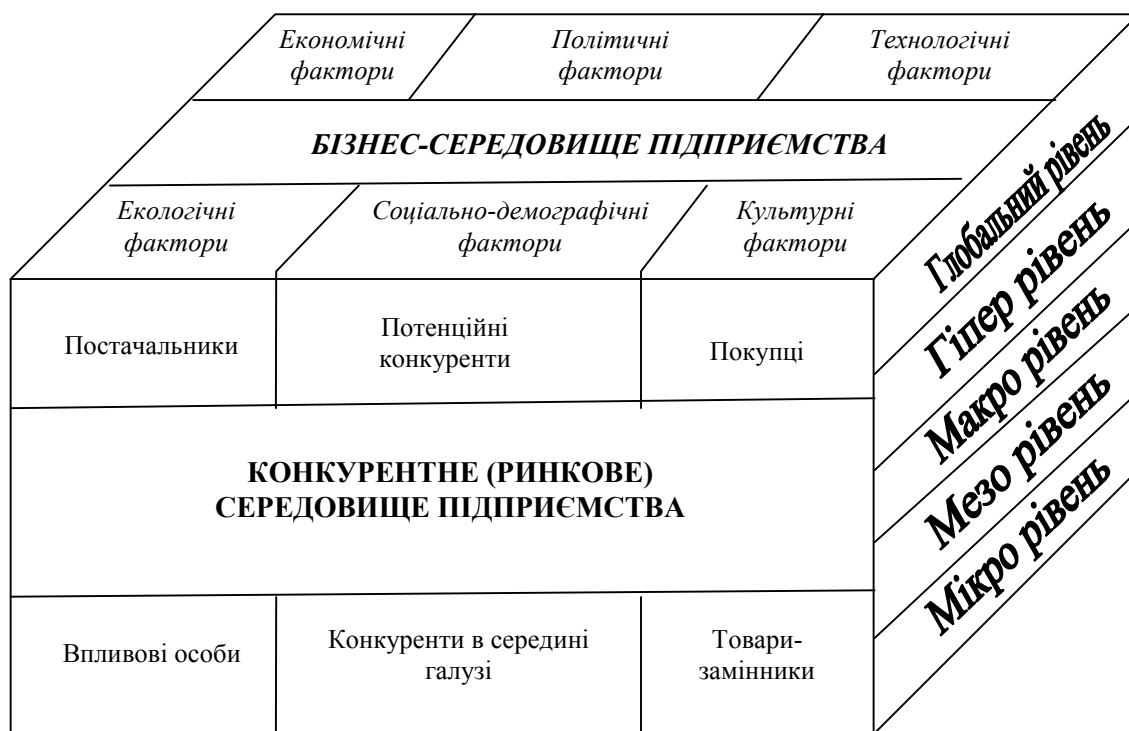 Економічні
фактори
Політичні
фактори
Технологічні
фактори
БІЗНЕС-СЕРЕДОВИЩЕ ПІДПРИЄМСТВА
Екологічні
фактори
Соціально-демографічні
фактори
Культурні
фактори
Постачальники
Потенційні
конкуренти
Покупці
КОНКУРЕНТНЕ (РИНКОВЕ)
СЕРЕДОВИЩЕ ПІДПРИЄМСТВА
Впливові особи
Конкуренти в середині
галузі
Товари-
замінники
Глобальний рівень
Гіпер рівень
Макро рівень
Мезо рівень
Мікро рівень